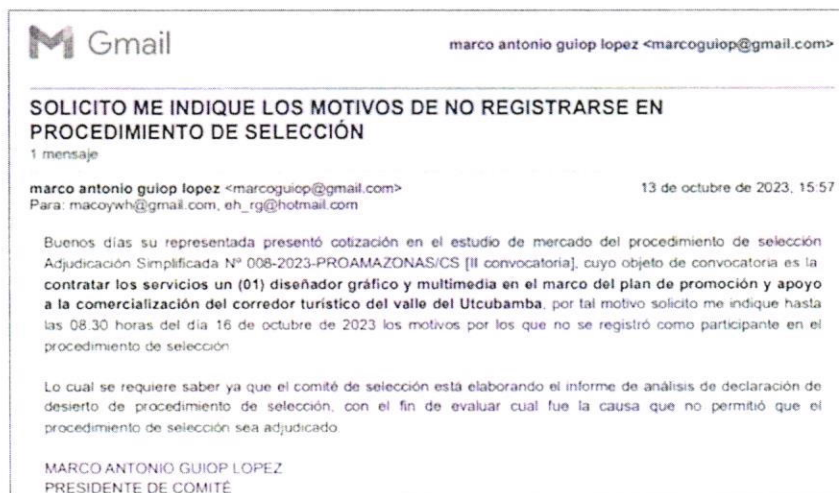 Gmail
marco antonio guiop lopez <marcoguiop@gmail.com>
SOLICITO ME INDIQUE LOS MOTIVOS DE NO REGISTRARSE EN
PROCEDIMIENTO DE SELECCIÓN
1 mensaje
marco antonio guiop lopez <marcoguiop@gmail.com> 13 de octubre de 2023, 15:57
Para: macoywh@gmail.com, eh_rg@hotmail.com
Buenos días su representada presentó cotización en el estudio de mercado del procedimiento de selección
Adjudicación Simplificada Nº 008-2023-PROAMAZONAS/CS [II convocatoria], cuyo objeto de convocatoria es la
contratar los servicios un (01) diseñador gráfico y multimedia en el marco del plan de promoción y apoyo
a la comercialización del corredor turístico del valle del Utcubamba, por tal motivo solicito me indique hasta
las 08.30 horas del día 16 de octubre de 2023 los motivos por los que no se registró como participante en el
procedimiento de selección
Lo cual se requiere saber ya que el comité de selección está elaborando el informe de análisis de declaración de
desierto de procedimiento de selección, con el fin de evaluar cual fue la causa que no permitió que el
procedimiento de selección sea adjudicado
MARCO ANTONIO GUIOP LOPEZ
PRESIDENTE DE COMITÉ